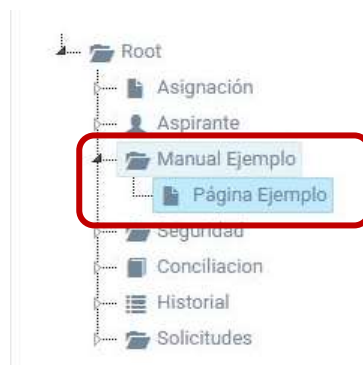 Root
Asignación
Aspirante
Manual Ejemplo
Página Ejemplo
Seguridad
Conciliacion
Historial
Solicitudes